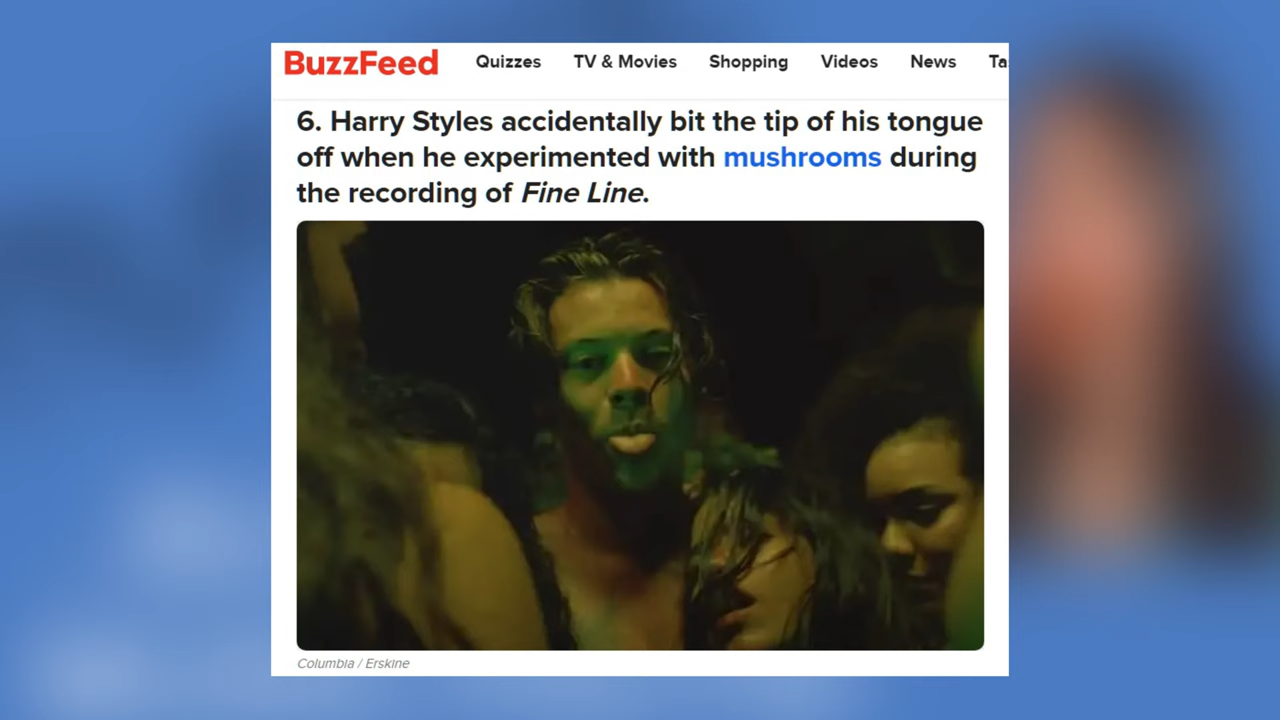 BuzzFeed Quizzes TV & Movies Shopping Videos News Ta
6. Harry Styles accidentally bit the tip of his tongue
off when he experimented with mushrooms during
the recording of Fine Line.
Columbia / Erskine